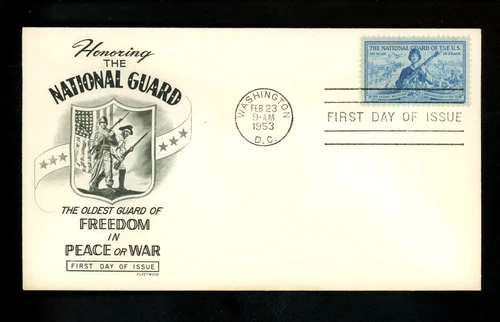 Honoring
THE
NATIONAL GUARD
THE OLDEST GUARD OF
FREEDOM
IN
PEACE OR WAR
FIRST DAY OF ISSUE
FLEETWOOD
WASHINGTON
FEB 23
9-AM
1953
D.C.
THE NATIONAL GUARD OF THE U.S.
IN WAR IN PEACE
FIRST DAY OF ISSUE